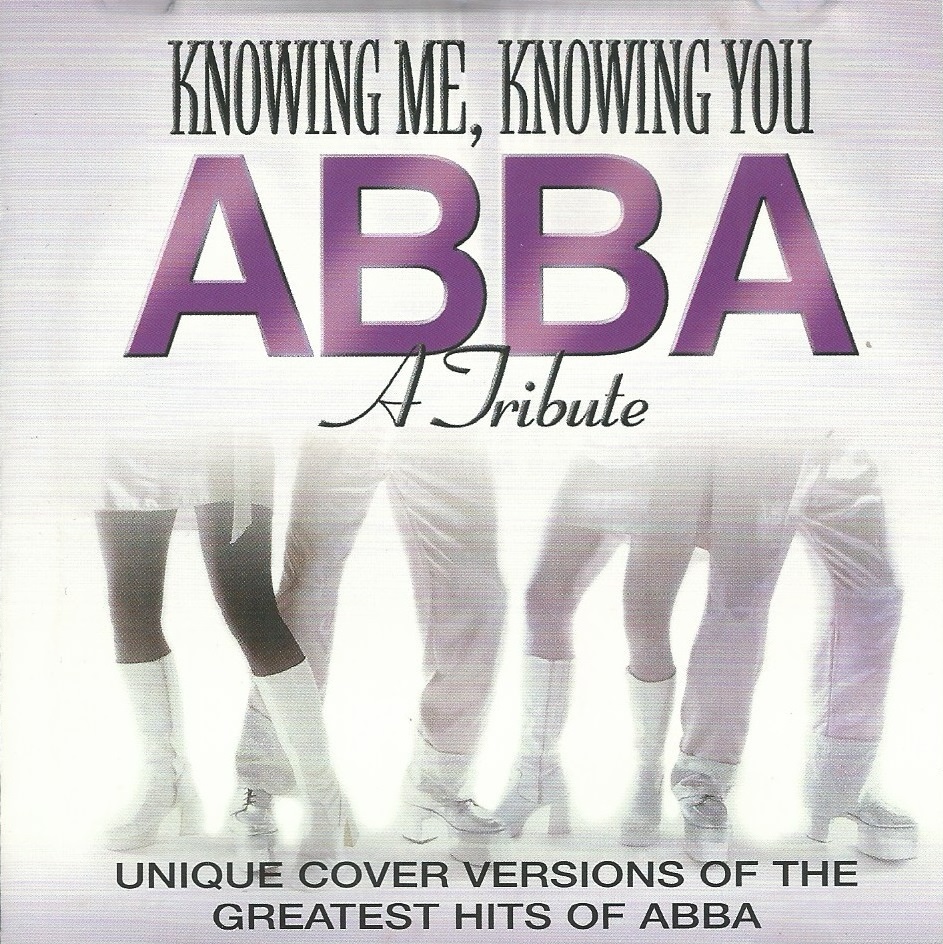 KNOWING ME, KNOWING YOU
ABBA
A Tribute
UNIQUE COVER VERSIONS OF THE
GREATEST HITS OF ABBA